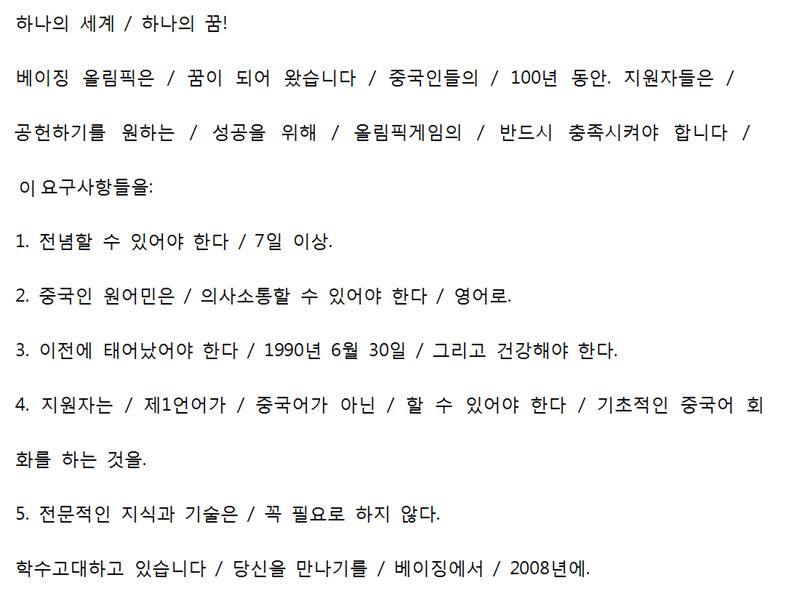 하나의 세계 / 하나의 꿈!
베이징 올림픽은 / 꿈이 되어 왔습니다 / 중국인들의 / 100년 동안. 지원자들은 /
공헌하기를 원하는 / 성공을 위해 / 올림픽게임의 / 반드시 충족시켜야 합니다 /
이 요구사항들을:
1. 전념할 수 있어야 한다 / 7일 이상.
2. 중국인 원어민은 / 의사소통할 수 있어야 한다 / 영어로.
3. 이전에 태어났어야 한다 / 1990년 6월 30일 / 그리고 건강해야 한다.
4. 지원자는 / 제1언어가 / 중국어가 아닌 / 할 수 있어야 한다 / 기초적인 중국어 회
화를 하는 것을.
5. 전문적인 지식과 기술은 / 꼭 필요로 하지 않다.
학수고대하고 있습니다 / 당신을 만나기를 / 베이징에서 / 2008년에.